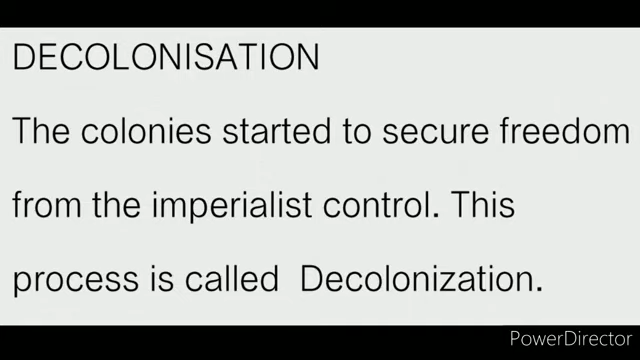 DECOLONISATION
The colonies started to secure freedom
from the imperialist control. This
process is called  Decolonization.
PowerDirector